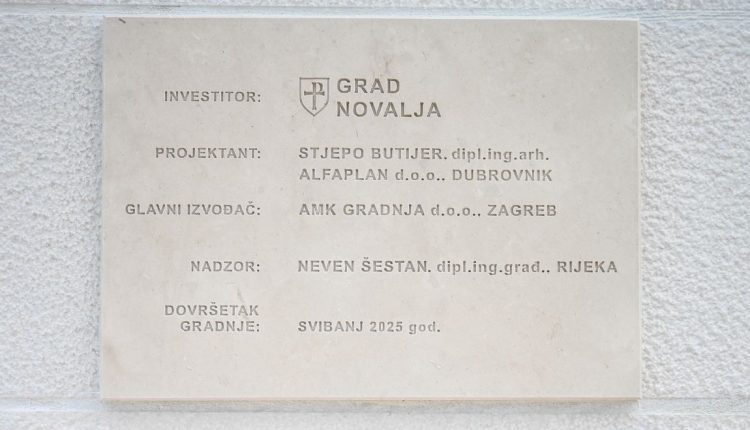 INVESTITOR: GRAD
NOVALJA
PROJEKTANT: STJEPO BUTIJER, dipl.ing.arh.
ALFAPLAN d.o.o., DUBROVNIK
GLAVNI IZVOĐAČ: AMK GRADNJA d.o.o., ZAGREB
NADZOR: NEVEN ŠESTAN, dipl.ing.građ., RIJEKA
DOVRŠETAK
GRADNJE: SVIBANJ 2025 god.